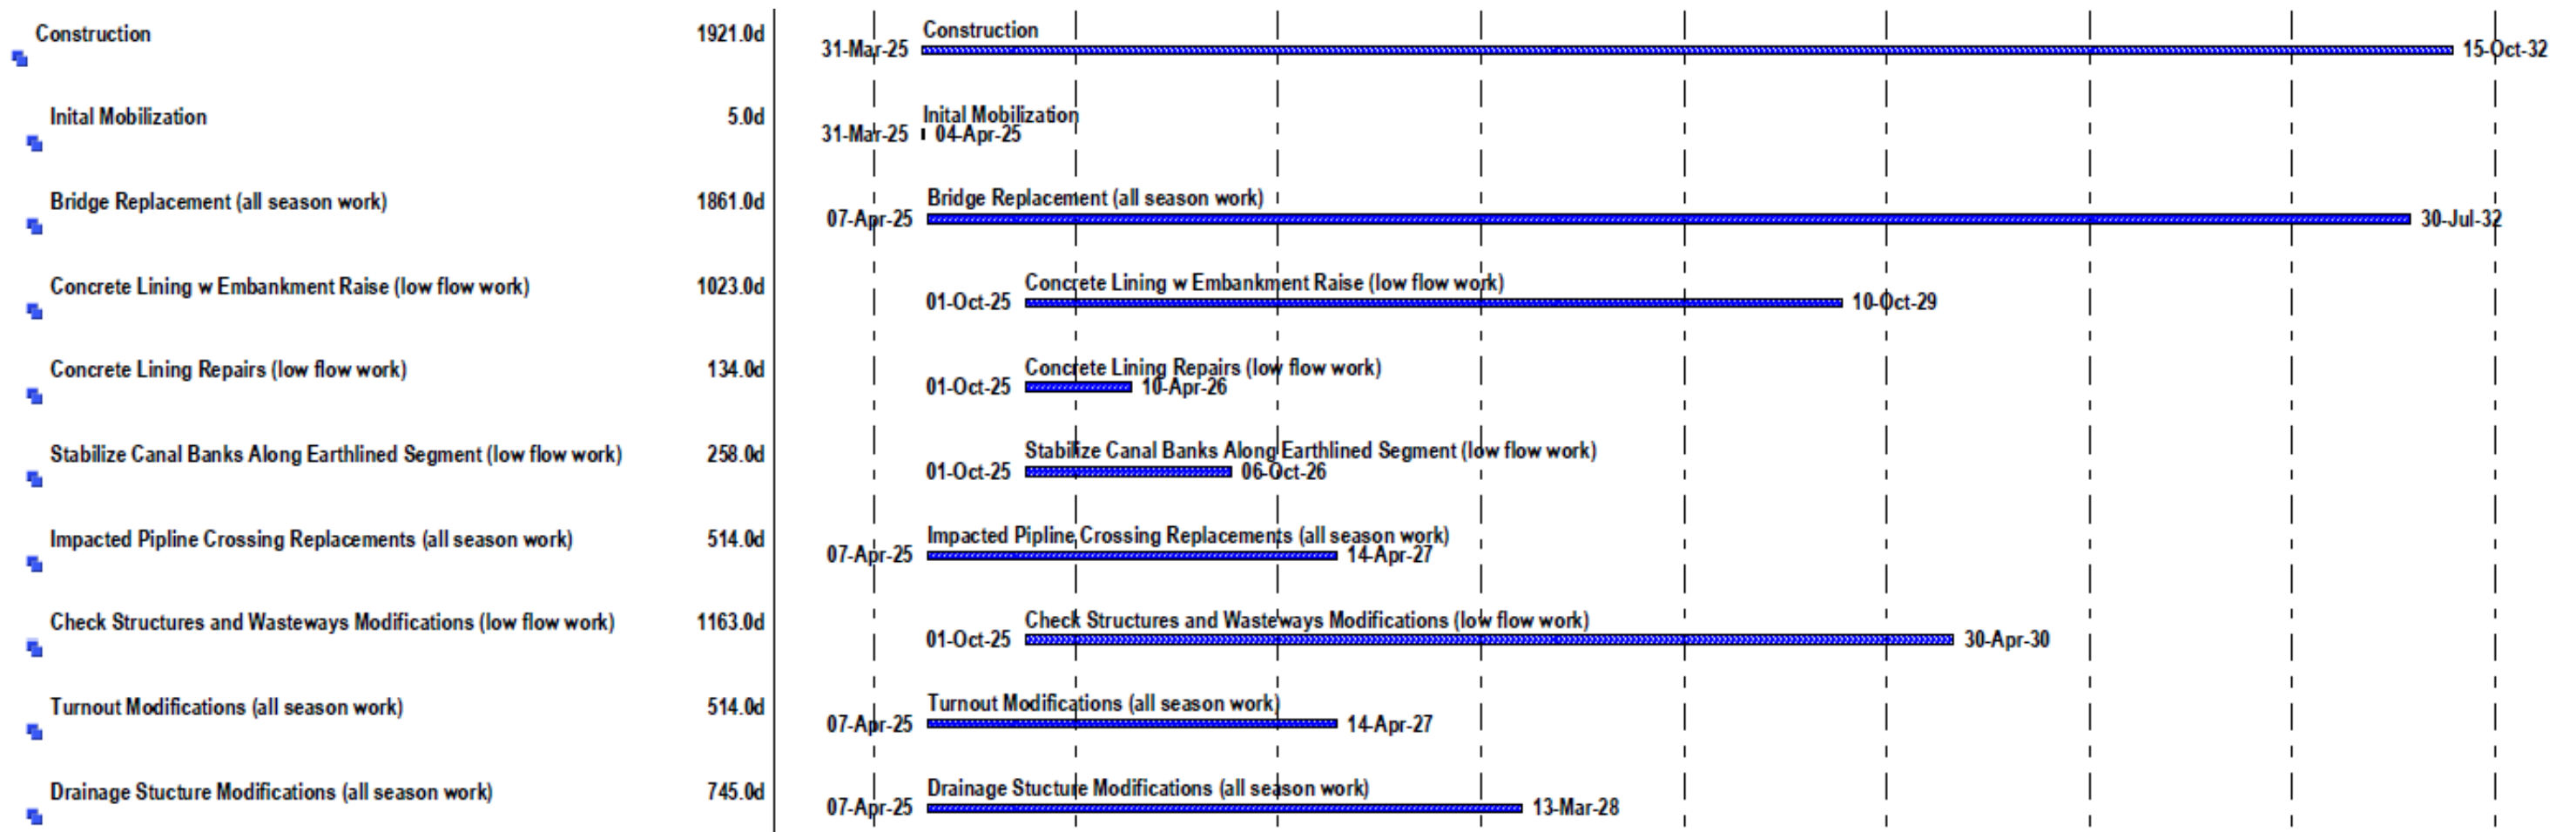 Construction 1921.0d Construction
31-Mar-25 15-Oct-32
Inital Mobilization 5.0d Inital Mobilization
31-Mar-25 04-Apr-25
Bridge Replacement (all season work) 1861.0d Bridge Replacement (all season work)
07-Apr-25 30-Jul-32
Concrete Lining w Embankment Raise (low flow work) 1023.0d Concrete Lining w Embankment Raise (low flow work)
01-Oct-25 10-Oct-29
Concrete Lining Repairs (low flow work) 134.0d Concrete Lining Repairs (low flow work)
01-Oct-25 10-Apr-26
Stabilize Canal Banks Along Earthlined Segment (low flow work) 258.0d Stabilize Canal Banks Along Earthlined Segment (low flow work)
01-Oct-25 06-Oct-26
Impacted Pipline Crossing Replacements (all season work) 514.0d Impacted Pipline Crossing Replacements (all season work)
07-Apr-25 14-Apr-27
Check Structures and Wasteways Modifications (low flow work) 1163.0d Check Structures and Wasteways Modifications (low flow work)
01-Oct-25 30-Apr-30
Turnout Modifications (all season work) 514.0d Turnout Modifications (all season work)
07-Apr-25 14-Apr-27
Drainage Stucture Modifications (all season work) 745.0d Drainage Stucture Modifications (all season work)
07-Apr-25 13-Mar-28